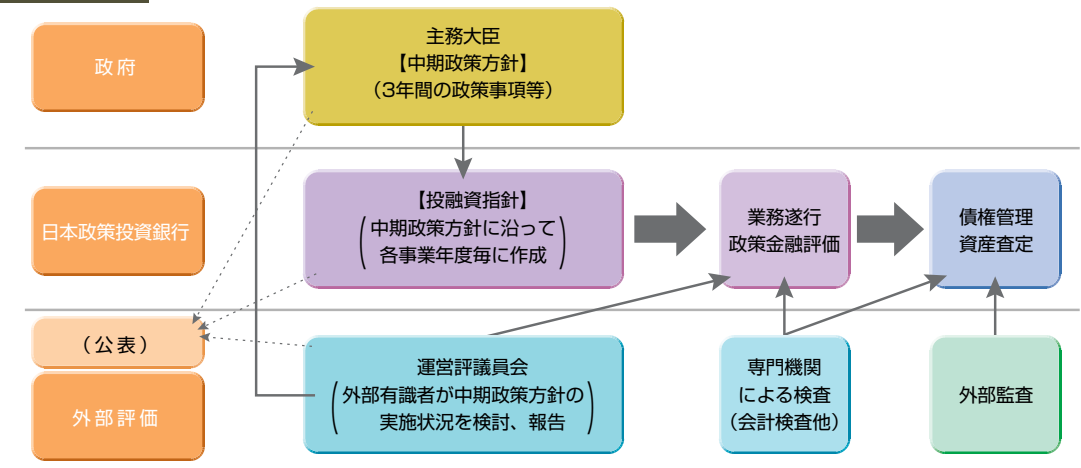 政府
主務大臣
【中期政策方針】
（3年間の政策事項等）
日本政策投資銀行
【投融資指針】
（中期政策方針に沿って
各事業年度毎に作成）
業務遂行
政策金融評価
債権管理
資産査定
（公表）
外部評価
運営評議員会
（外部有識者が中期政策方針の
実施状況を検討、報告）
専門機関
による検査
（会計検査他）
外部監査